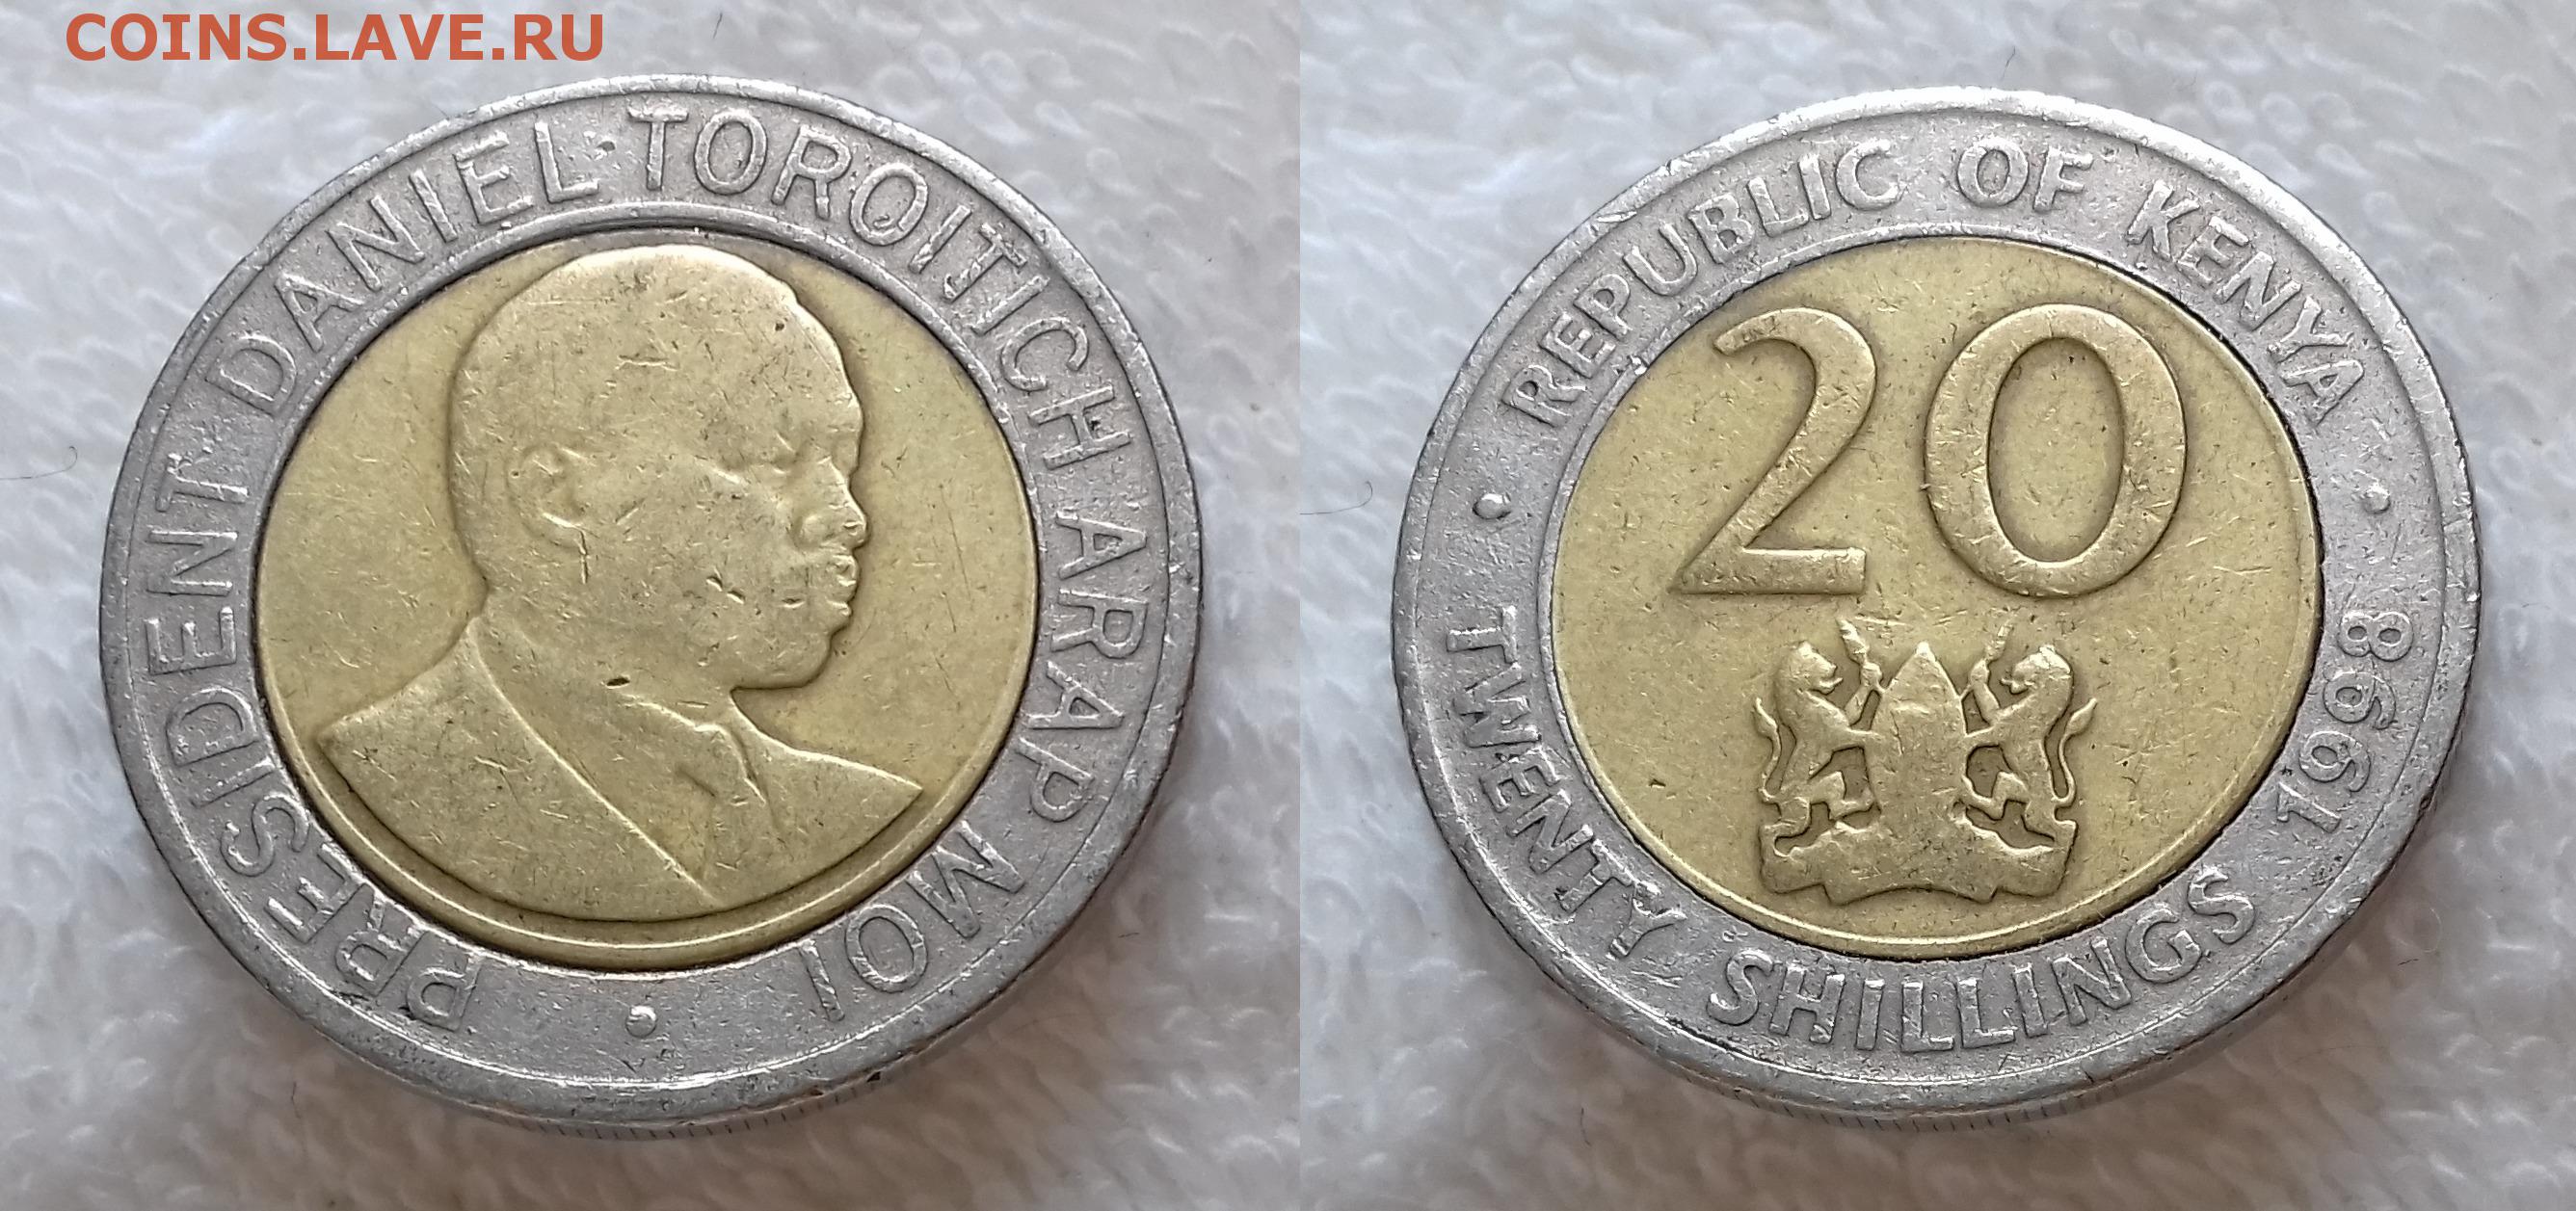 COINS.LAVE.RU
PRESIDENT DANIEL TOROITICH ARAP MOI
REPUBLIC OF KENYA
20
TWENTY SHILLINGS 1998